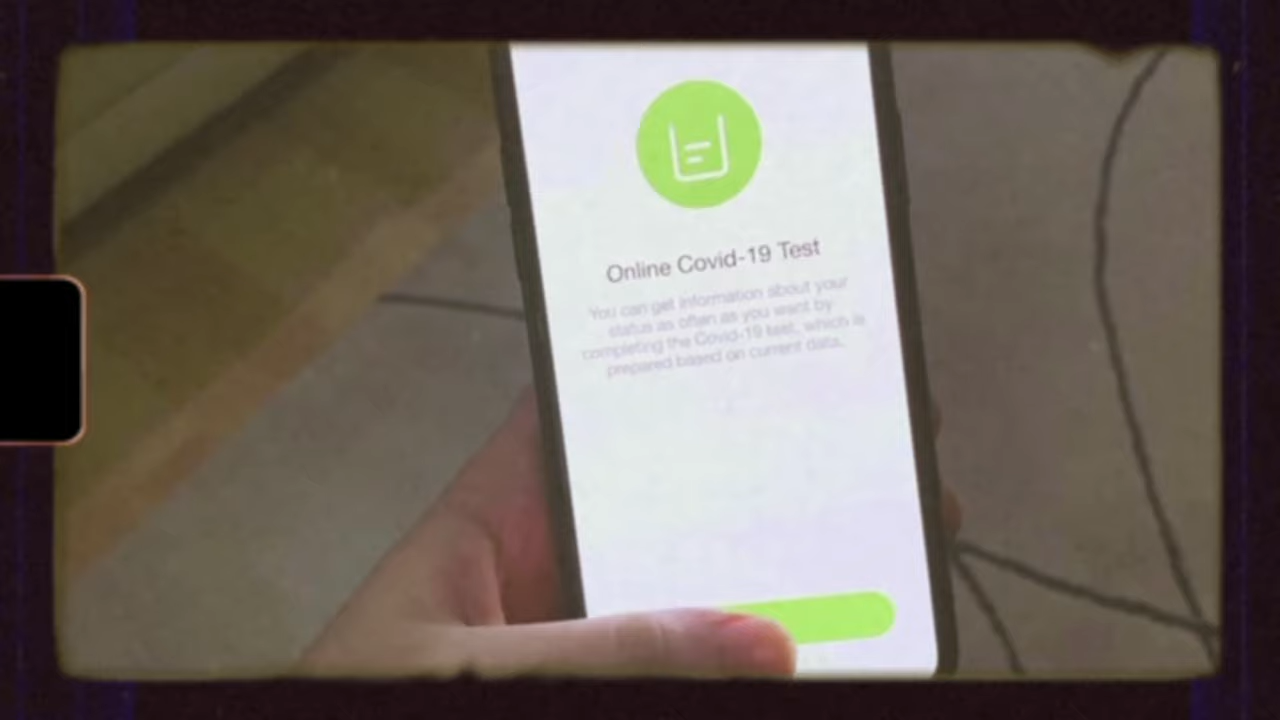 Online Covid-19 Test
You can get information about your
status as often as you want by
completing the Covid-19 test, which is
prepared based on current data.